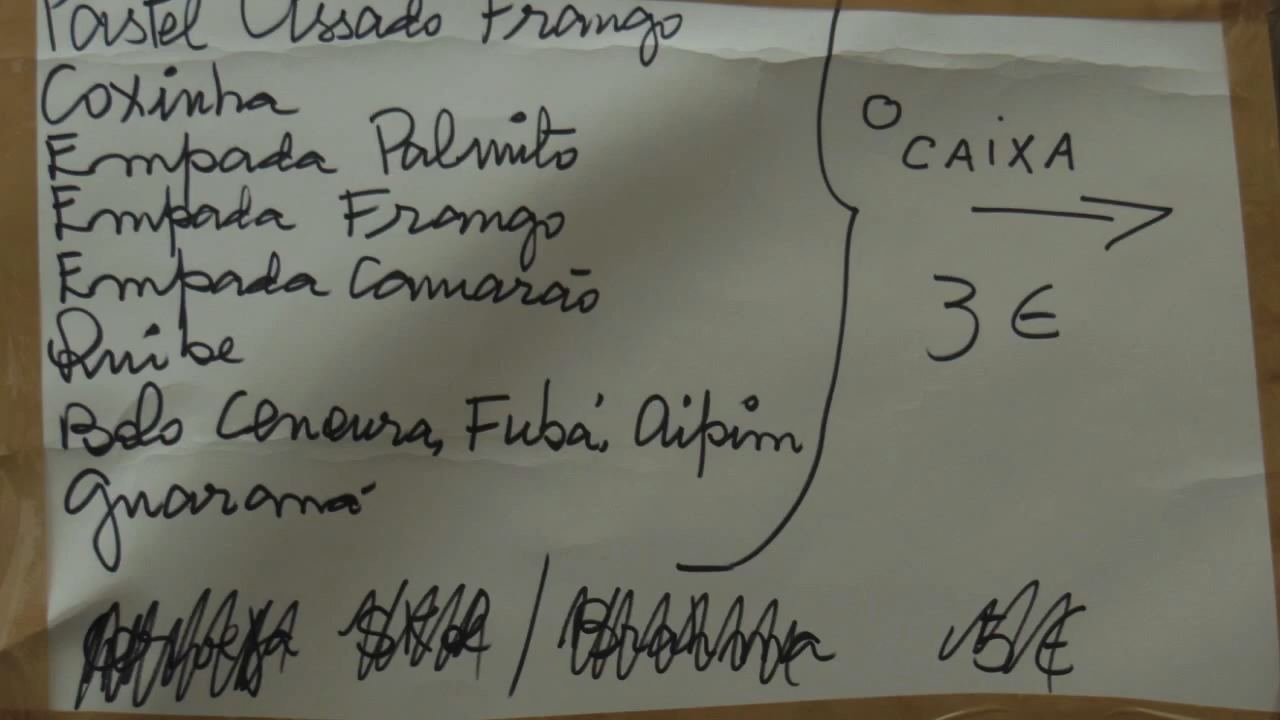 Pastel Assado Frango
Coxinha
Empada Palmito
Empada Frango
Empada Camarão
Quibe
Bolo Cenoura, Fubá, Aipim
Guaraná
O CAIXA
3 €